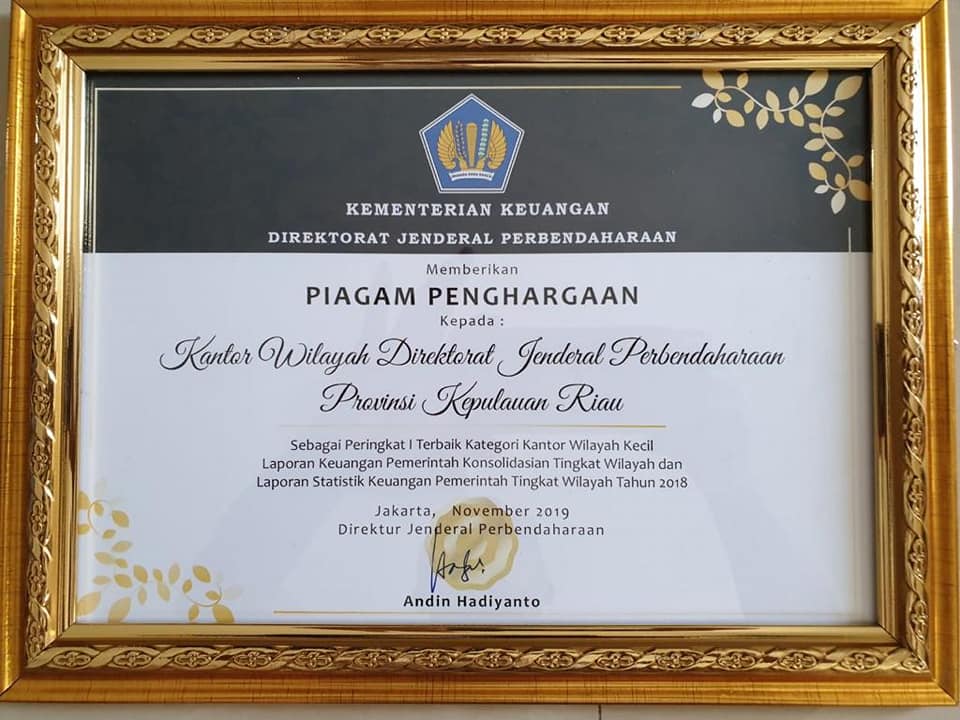 KEMENTERIAN KEUANGAN
DIREKTORAT JENDERAL PERBENDAHARAAN
Memberikan
PIAGAM PENGHARGAAN
Kepada :
Kantor Wilayah Direktorat Jenderal Perbendaharaan
Provinsi Kepulauan Riau
Sebagai Peringkat I Terbaik Kategori Kantor Wilayah Kecil
Laporan Keuangan Pemerintah Konsolidasian Tingkat Wilayah dan
Laporan Statistik Keuangan Pemerintah Tingkat Wilayah Tahun 2018
Jakarta, November 2019
Direktur Jenderal Perbendaharaan
Andin Hadiyanto